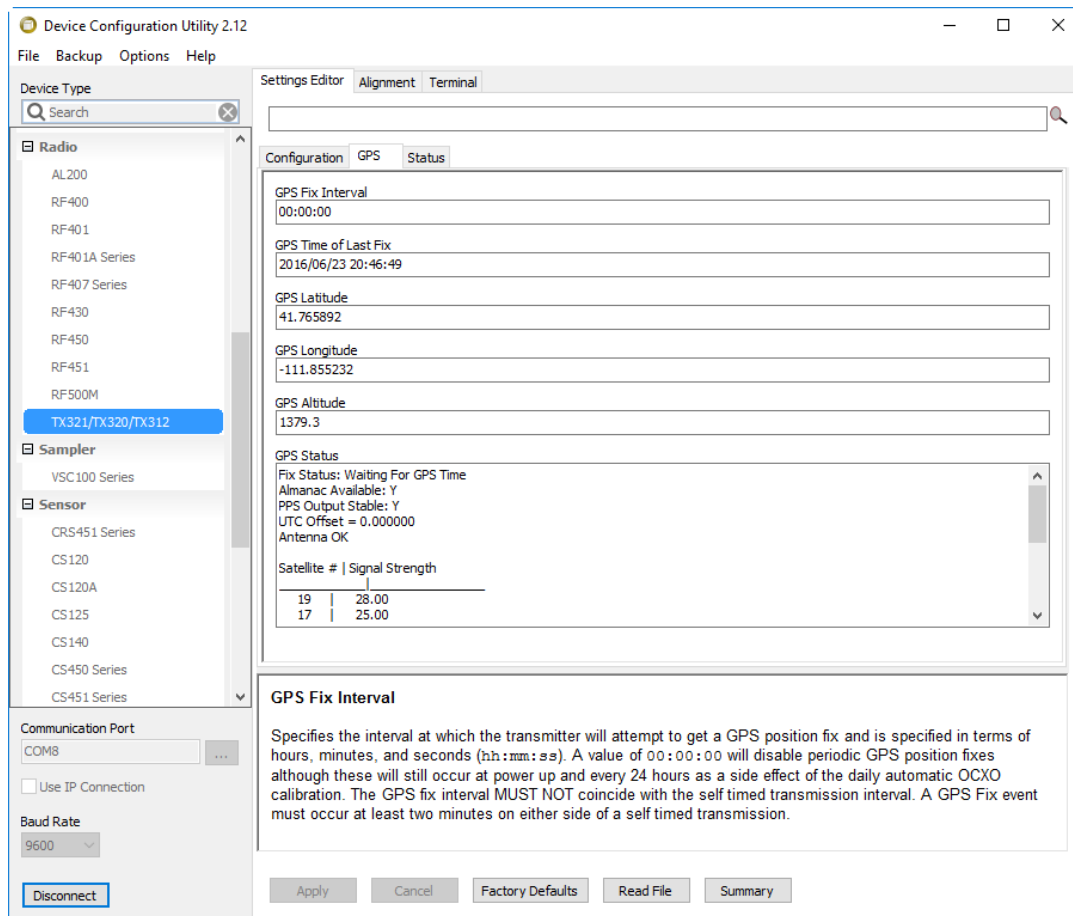 Device Configuration Utility 2.12
File Backup Options Help
Device Type
Search
Radio
AL200
RF400
RF401
RF401A Series
RF407 Series
RF430
RF450
RF451
RF500M
TX321/TX320/TX312
Sampler
VSC100 Series
Sensor
CRS451 Series
CS120
CS120A
CS125
CS140
CS450 Series
CS451 Series
Communication Port
COM8
...
Use IP Connection
Baud Rate
9600
Disconnect
Settings Editor Alignment Terminal
Configuration GPS Status
GPS Fix Interval
00:00:00
GPS Time of Last Fix
2016/06/23 20:46:49
GPS Latitude
41.765892
GPS Longitude
-111.855232
GPS Altitude
1379.3
GPS Status
Fix Status: Waiting For GPS Time
Almanac Available: Y
PPS Output Stable: Y
UTC Offset = 0.000000
Antenna OK
Satellite # | Signal Strength
19 | 28.00
17 | 25.00
GPS Fix Interval
Specifies the interval at which the transmitter will attempt to get a GPS position fix and is specified in terms of
hours, minutes, and seconds (hh:mm:ss). A value of 00:00:00 will disable periodic GPS position fixes
although these will still occur at power up and every 24 hours as a side effect of the daily automatic OCXO
calibration. The GPS fix interval MUST NOT coincide with the self timed transmission interval. A GPS Fix event
must occur at least two minutes on either side of a self timed transmission.
Apply Cancel Factory Defaults Read File Summary